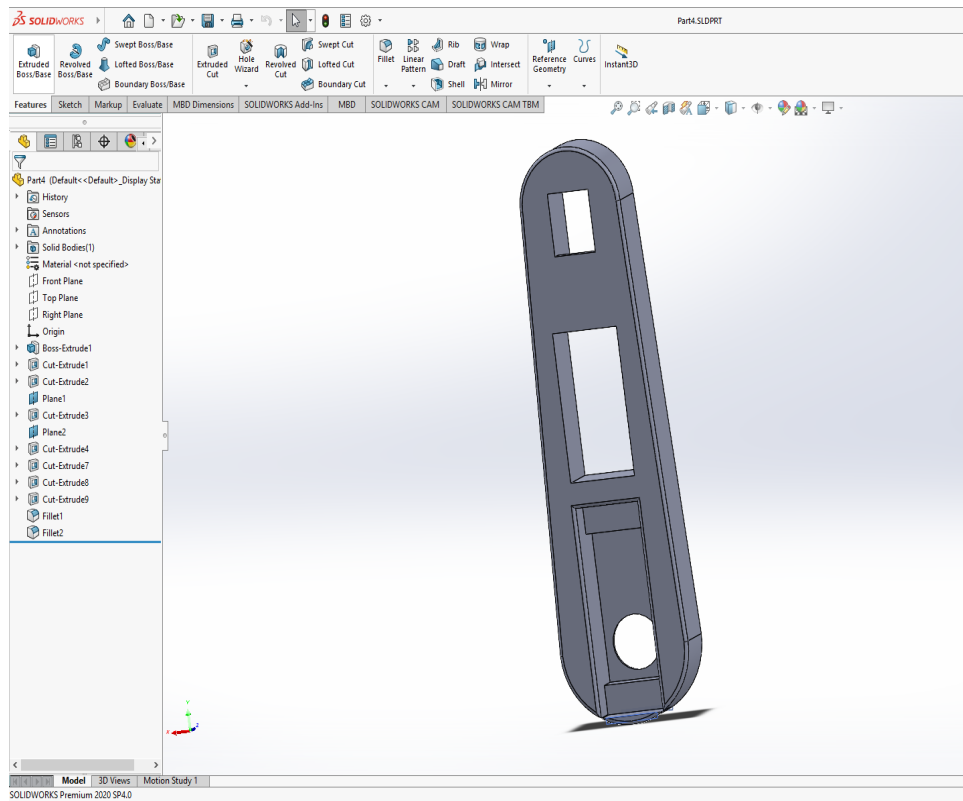 3S SOLIDWORKS Part4.SLDPRT
Extruded Boss/Base
Revolved Boss/Base
Swept Boss/Base
Lofted Boss/Base
Boundary Boss/Base
Extruded Cut
Hole Wizard
Revolved Cut
Swept Cut
Lofted Cut
Boundary Cut
Fillet
Linear Pattern
Rib
Draft
Shell
Wrap
Intersect
Mirror
Reference Geometry
Curves
Instant3D
Features Sketch Markup Evaluate MBD Dimensions SOLIDWORKS Add-Ins MBD SOLIDWORKS CAM SOLIDWORKS CAM TBM
Part4 (Default<<Default>_Display Sta
History
Sensors
Annotations
Solid Bodies(1)
Material <not specified>
Front Plane
Top Plane
Right Plane
Origin
Boss-Extrude1
Cut-Extrude1
Cut-Extrude2
Plane1
Cut-Extrude3
Plane2
Cut-Extrude4
Cut-Extrude7
Cut-Extrude8
Cut-Extrude9
Fillet1
Fillet2
Y
X
Z
Model 3D Views Motion Study 1
SOLIDWORKS Premium 2020 SP4.0